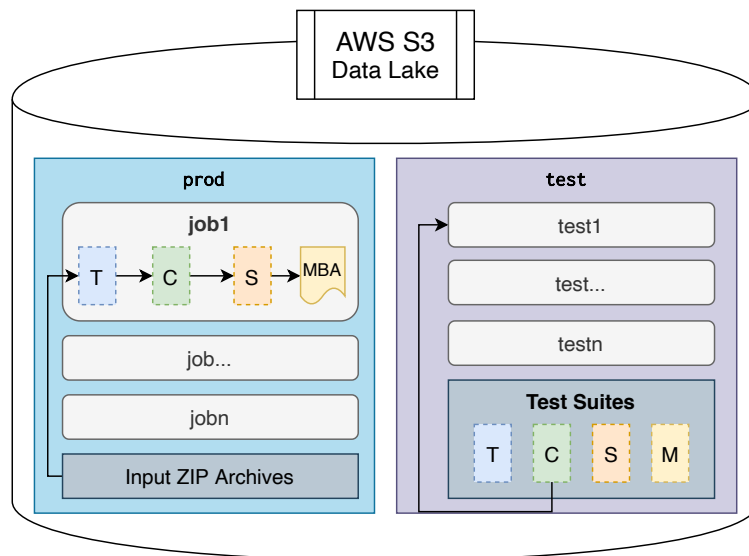 AWS S3
Data Lake
prod
job1
T
C
S
MBA
job...
jobn
Input ZIP Archives
test
test1
test...
testn
Test Suites
T
C
S
M